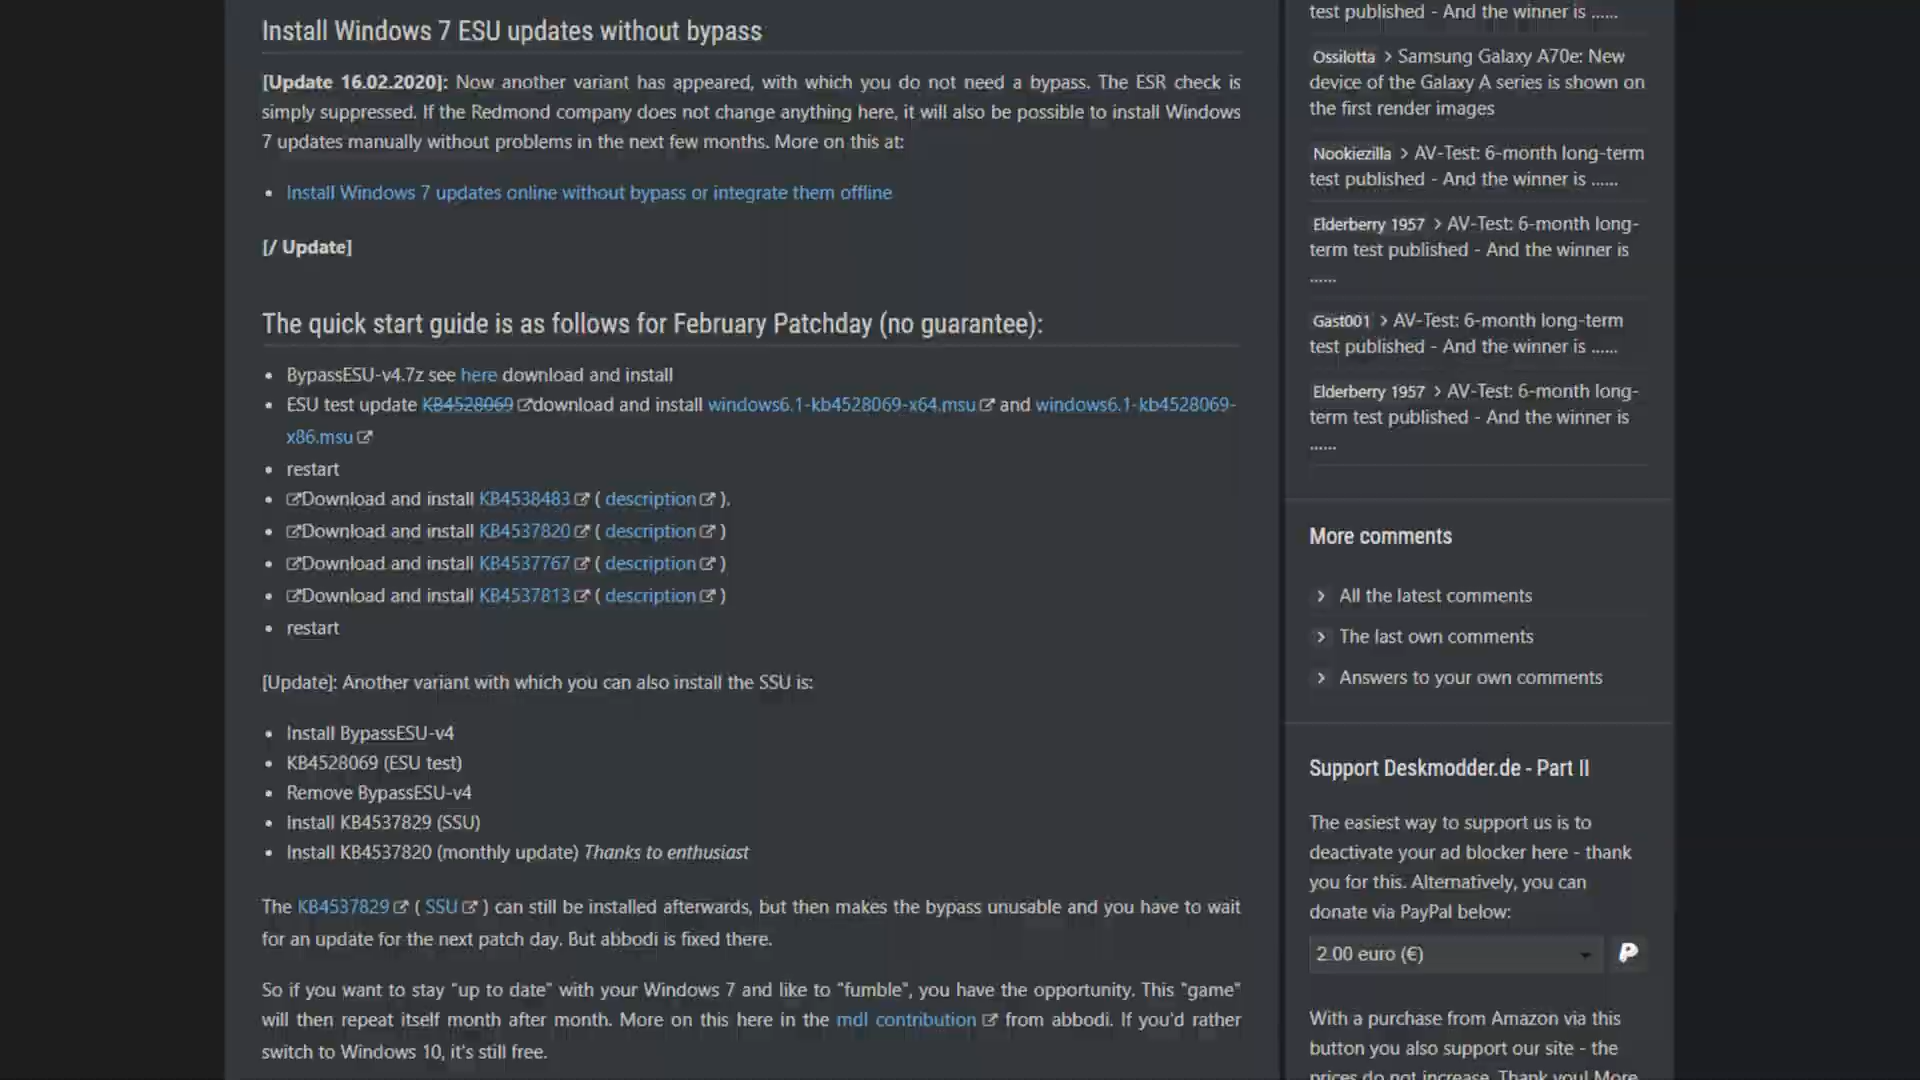 Install Windows 7 ESU updates without bypass
[Update 16.02.2020]: Now another variant has appeared, with which you do not need a bypass. The ESR check is
simply suppressed. If the Redmond company does not change anything here, it will also be possible to install Windows
7 updates manually without problems in the next few months. More on this at:
• Install Windows 7 updates online without bypass or integrate them offline
[/ Update]
The quick start guide is as follows for February Patchday (no guarantee):
• BypassESU-v4.7z see here download and install
• ESU test update KB4528069 download and install windows6.1-kb4528069-x64.msu and windows6.1-kb4528069-
x86.msu
• restart
• Download and install KB4538483 ( description ).
• Download and install KB4537820 ( description )
• Download and install KB4537767 ( description )
• Download and install KB4537813 ( description )
• restart
[Update]: Another variant with which you can also install the SSU is:
• Install BypassESU-v4
• KB4528069 (ESU test)
• Remove BypassESU-v4
• Install KB4537829 (SSU)
• Install KB4537820 (monthly update) Thanks to enthusiast
The KB4537829 ( SSU ) can still be installed afterwards, but then makes the bypass unusable and you have to wait
for an update for the next patch day. But abbodi is fixed there.
So if you want to stay "up to date" with your Windows 7 and like to "fumble", you have the opportunity. This "game"
will then repeat itself month after month. More on this here in the mdl contribution from abbodi. If you'd rather
switch to Windows 10, it's still free.
test published - And the winner is ......
Ossilotta > Samsung Galaxy A70e: New
device of the Galaxy A series is shown on
the first render images
Nookiezilla > AV-Test: 6-month long-term
test published - And the winner is ......
Elderberry 1957 > AV-Test: 6-month long-
term test published - And the winner is
......
Gast001 > AV-Test: 6-month long-term
test published - And the winner is ......
Elderberry 1957 > AV-Test: 6-month long-
term test published - And the winner is
......
More comments
> All the latest comments
> The last own comments
> Answers to your own comments
Support Deskmodder.de - Part II
The easiest way to support us is to
deactivate your ad blocker here - thank
you for this. Alternatively, you can
donate via PayPal below:
2.00 euro (€)
With a purchase from Amazon via this
button you also support our site - the
prices do not increase. Thank you! More